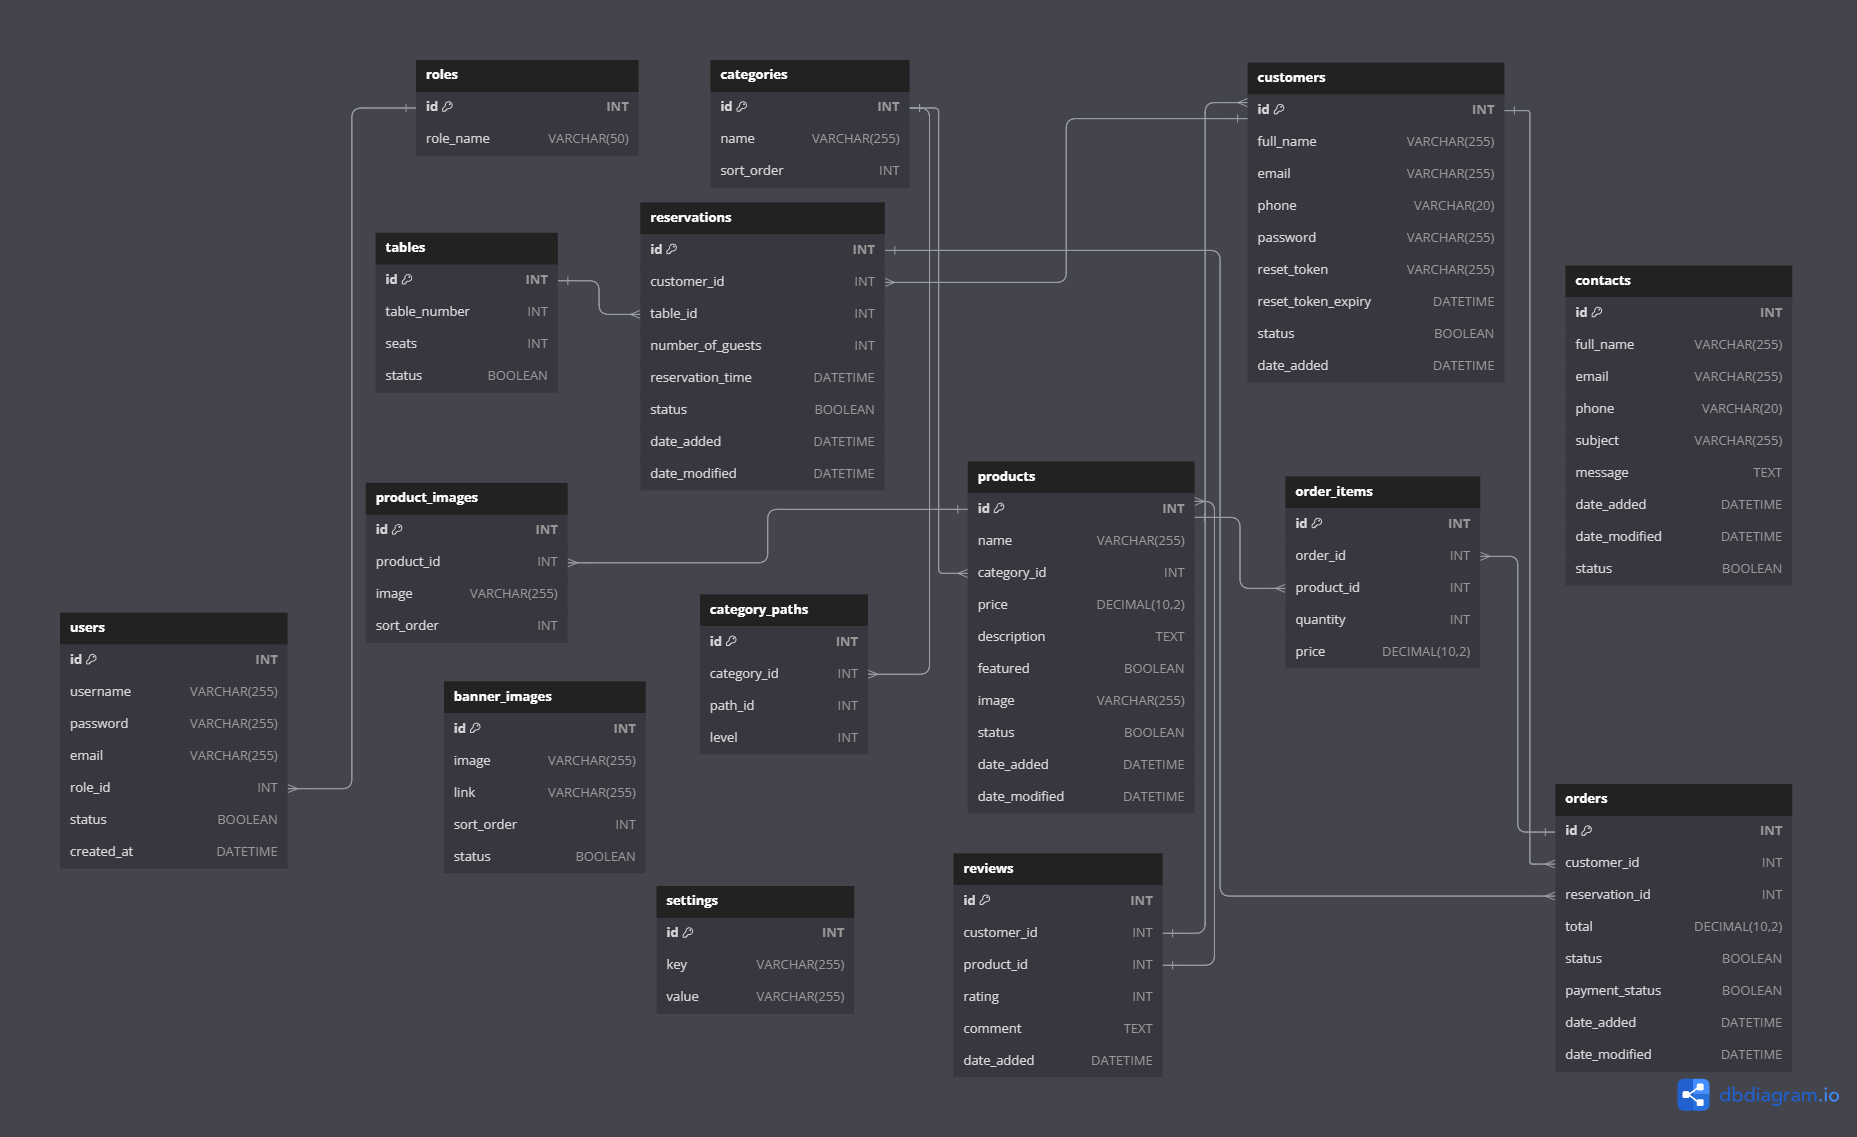 roles
id INT
role_name VARCHAR(50)
categories
id INT
name VARCHAR(255)
sort_order INT
customers
id INT
full_name VARCHAR(255)
email VARCHAR(255)
phone VARCHAR(20)
password VARCHAR(255)
reset_token VARCHAR(255)
reset_token_expiry DATETIME
status BOOLEAN
date_added DATETIME
tables
id INT
table_number INT
seats INT
status BOOLEAN
reservations
id INT
customer_id INT
table_id INT
number_of_guests INT
reservation_time DATETIME
status BOOLEAN
date_added DATETIME
date_modified DATETIME
contacts
id INT
full_name VARCHAR(255)
email VARCHAR(255)
phone VARCHAR(20)
subject VARCHAR(255)
message TEXT
date_added DATETIME
date_modified DATETIME
status BOOLEAN
product_images
id INT
product_id INT
image VARCHAR(255)
sort_order INT
products
id INT
name VARCHAR(255)
category_id INT
price DECIMAL(10,2)
description TEXT
featured BOOLEAN
image VARCHAR(255)
status BOOLEAN
date_added DATETIME
date_modified DATETIME
order_items
id INT
order_id INT
product_id INT
quantity INT
price DECIMAL(10,2)
users
id INT
username VARCHAR(255)
password VARCHAR(255)
email VARCHAR(255)
role_id INT
status BOOLEAN
created_at DATETIME
category_paths
id INT
category_id INT
path_id INT
level INT
banner_images
id INT
image VARCHAR(255)
link VARCHAR(255)
sort_order INT
status BOOLEAN
settings
id INT
key VARCHAR(255)
value VARCHAR(255)
reviews
id INT
customer_id INT
product_id INT
rating INT
comment TEXT
date_added DATETIME
orders
id INT
customer_id INT
reservation_id INT
total DECIMAL(10,2)
status BOOLEAN
payment_status BOOLEAN
date_added DATETIME
date_modified DATETIME
dbdiagram.io